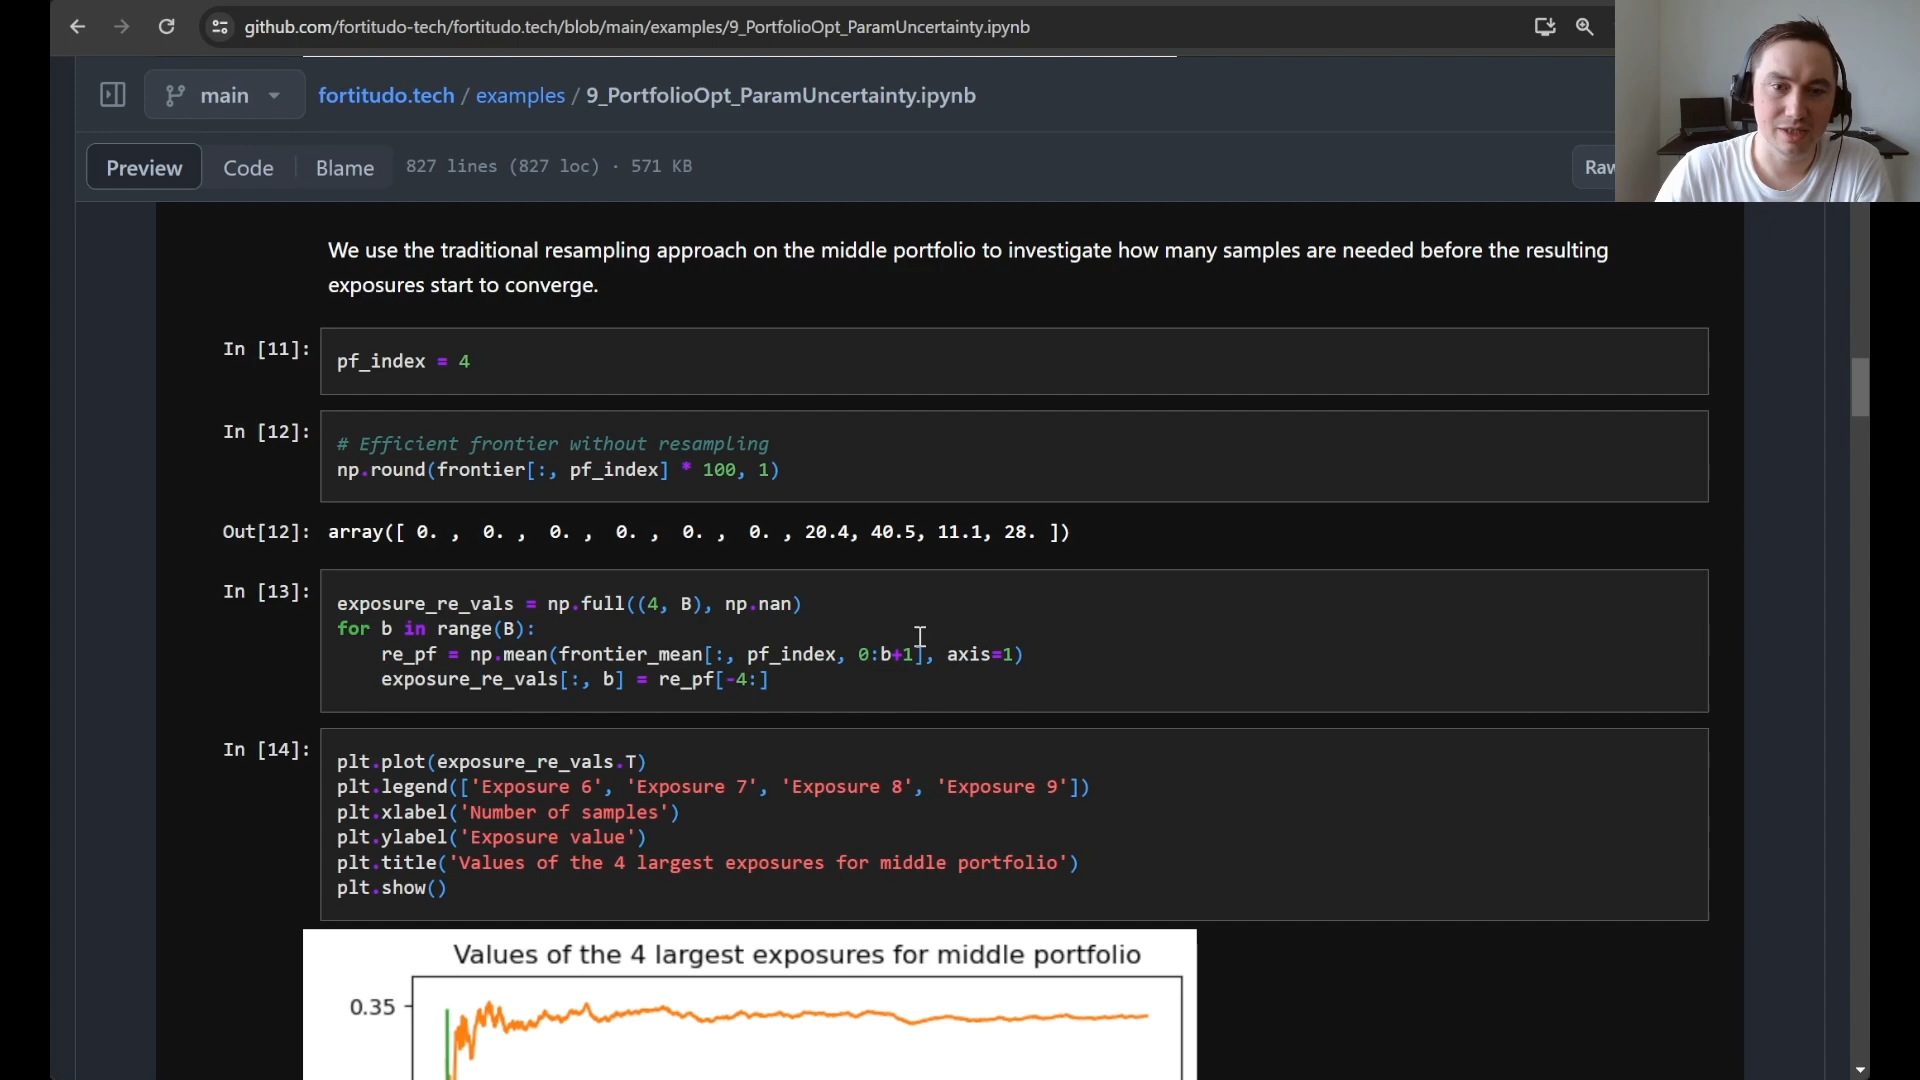 github.com/fortitudo-tech/fortitudo.tech/blob/main/examples/9_PortfolioOpt_ParamUncertainty.ipynb
main
fortitudo.tech / examples / 9_PortfolioOpt_ParamUncertainty.ipynb
Preview Code Blame 827 lines (827 loc) · 571 KB
Raw
We use the traditional resampling approach on the middle portfolio to investigate how many samples are needed before the resulting
exposures start to converge.
In [11]:
pf_index = 4
In [12]:
# Efficient frontier without resampling
np.round(frontier[:, pf_index] * 100, 1)
Out[12]: array([ 0. ,  0. ,  0. ,  0. ,  0. ,  0. , 20.4, 40.5, 11.1, 28. ])
In [13]:
exposure_re_vals = np.full((4, B), np.nan)
for b in range(B):
    re_pf = np.mean(frontier_mean[:, pf_index, 0:b+1], axis=1)
    exposure_re_vals[:, b] = re_pf[-4:]
In [14]:
plt.plot(exposure_re_vals.T)
plt.legend(['Exposure 6', 'Exposure 7', 'Exposure 8', 'Exposure 9'])
plt.xlabel('Number of samples')
plt.ylabel('Exposure value')
plt.title('Values of the 4 largest exposures for middle portfolio')
plt.show()
Values of the 4 largest exposures for middle portfolio
0.35